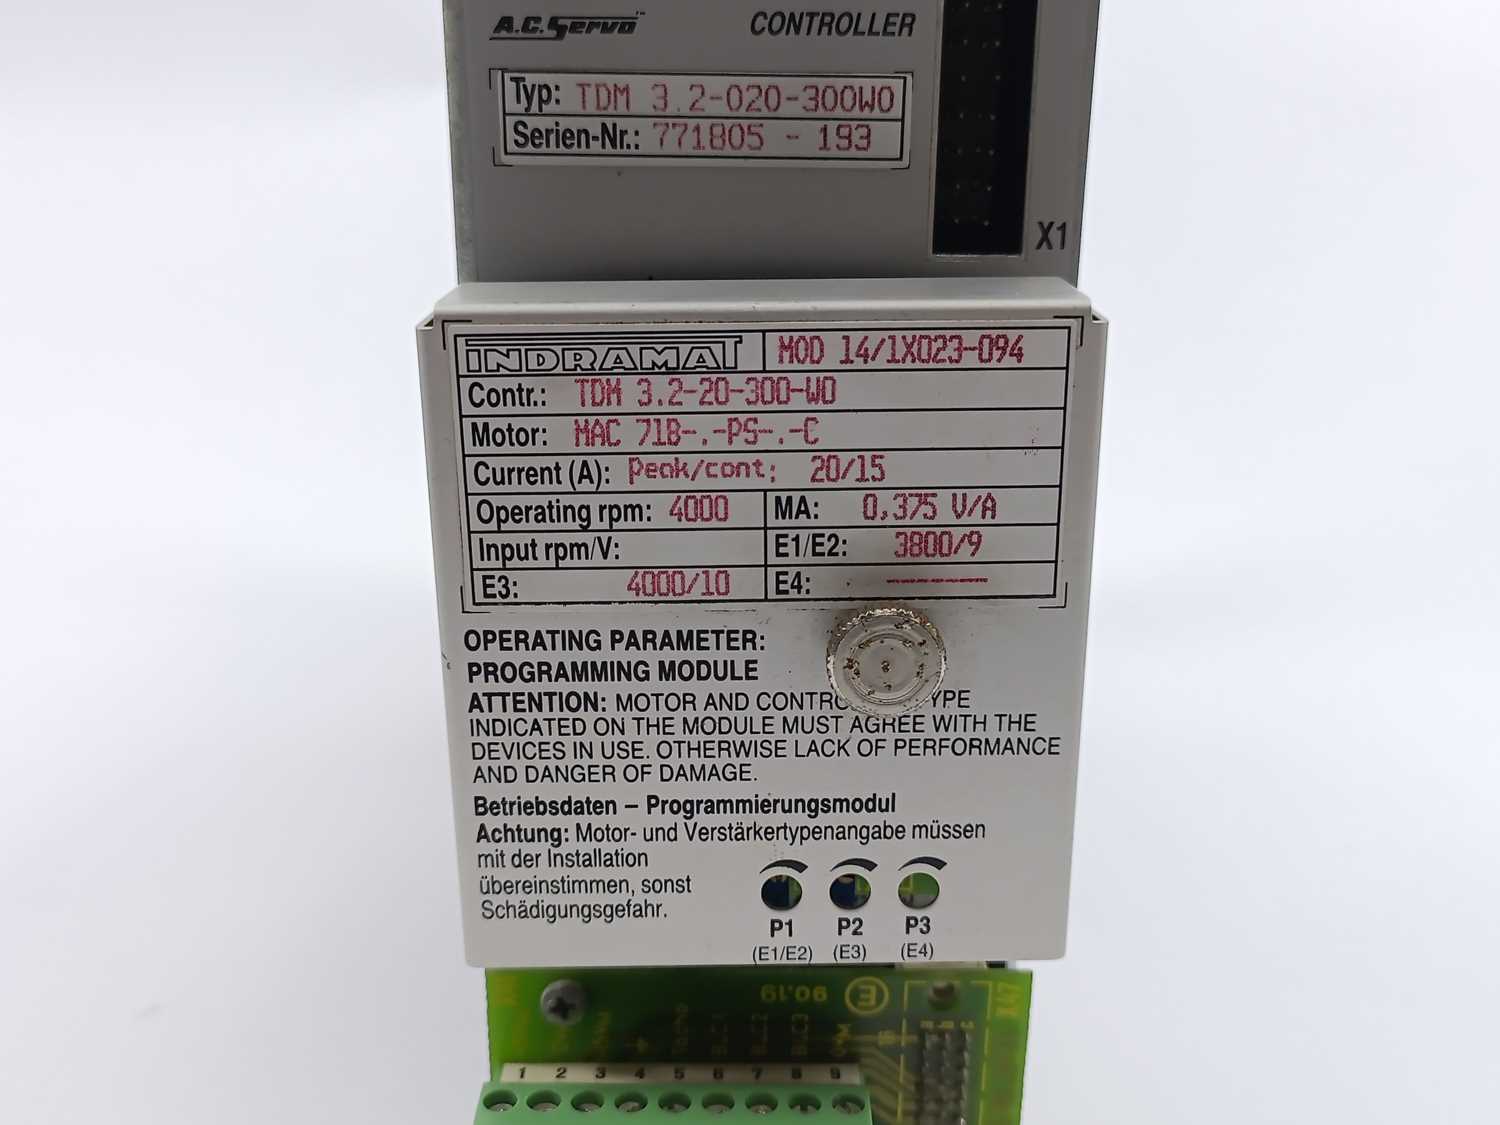 A.C. Servo™ CONTROLLER
Typ: TDM 3.2-020-300W0
Serien-Nr.: 771805 - 193
X1
INDRAMAT MOD 14/1X023-094
Contr.: TDM 3.2-20-300-W0
Motor: MAC 71B-.-PS-.-C
Current (A): Peak/cont; 20/15
Operating rpm: 4000 MA: 0,375 V/A
Input rpm/V: E1/E2: 3800/9
E3: 4000/10 E4: ———
OPERATING PARAMETER:
PROGRAMMING MODULE
ATTENTION: MOTOR AND YPE
INDICATED ON THE MODULE MUST AGREE WITH THE
DEVICES IN USE. OTHERWISE LACK OF PERFORMANCE
AND DANGER OF DAMAGE.
Betriebsdaten – Programmierungsmodul
Achtung: Motor- und Verstärkertypenangabe müssen
mit der Installation
übereinstimmen, sonst
Schädigungsgefahr.
P1 P2 P3
(E1/E2) (E3) (E4)
90.19
X47
BLC1 BLC2 BLC3
1 2 3 4 5 6 7 8 9